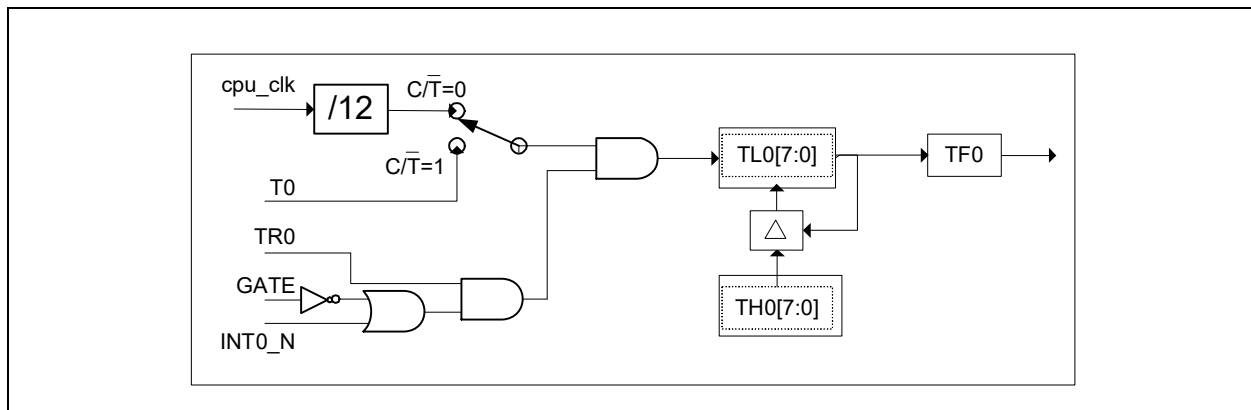 cpu_clk
/12
C/T̅=0
C/T̅=1
T0
TR0
GATE
INT0_N
TL0[7:0]
TF0
△
TH0[7:0]